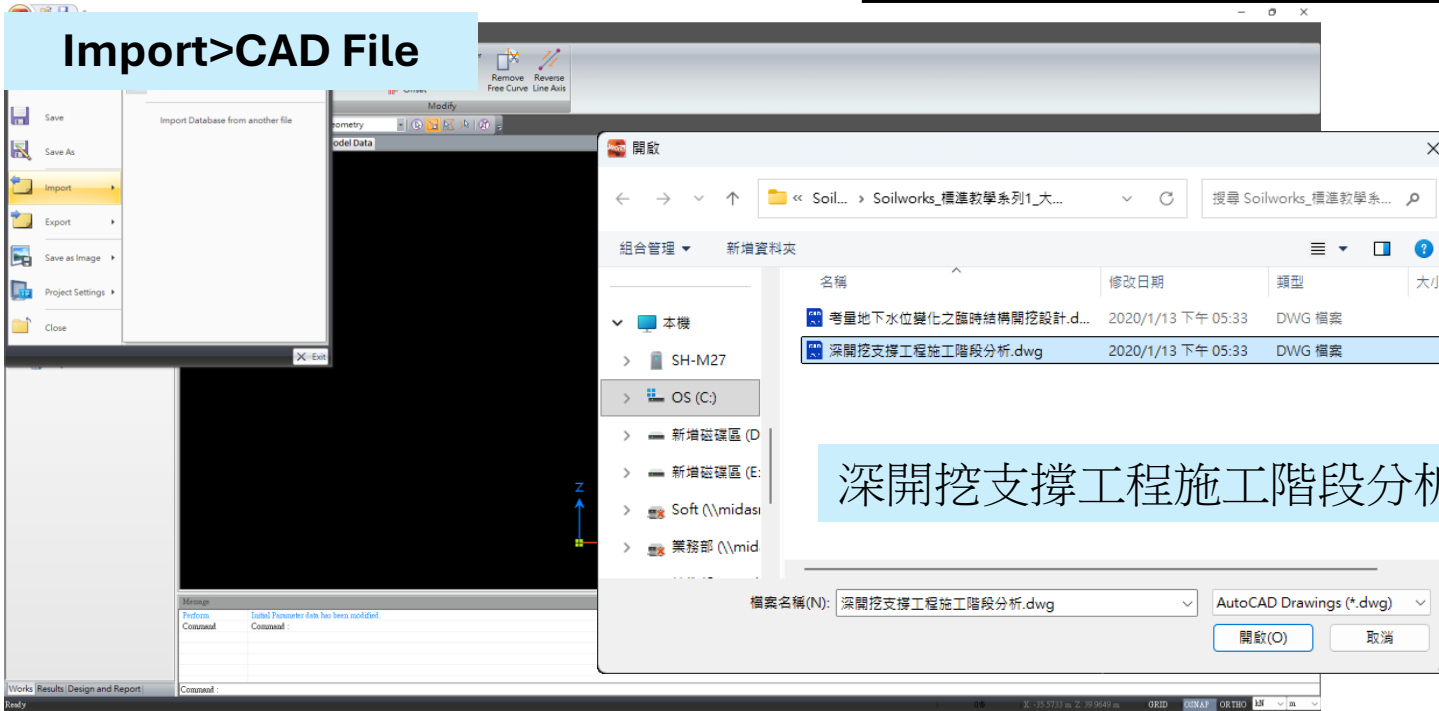 Import>CAD File
Remove Reverse
Free Curve Line Axis
Modify
Save
Import Database from another file
Save As
odel Data
Import
Export
Save as Image
Project Settings
Close
Exit
開啟
« Soil... › Soilworks_標準教學系列1_大...
搜尋 Soilworks_標準教學系...
組合管理
新增資料夾
名稱
修改日期
類型
本機
考量地下水位變化之臨時結構開挖設計.d...
2020/1/13 下午 05:33
DWG 檔案
SH-M27
深開挖支撐工程施工階段分析.dwg
2020/1/13 下午 05:33
DWG 檔案
OS (C:)
新增磁碟區 (D
新增磁碟區 (E:
Soft (\\midas
業務部 (\\mid
深開挖支撐工程施工階段分析
Z
檔案名稱(N):
深開挖支撐工程施工階段分析.dwg
AutoCAD Drawings (*.dwg)
開啟(O)
取消
Message
Perform Initial Parameter data has been modified.
Command Command :
Works Results Design and Report
Command :
Ready
X: -35.5733 m Z: 39.9649 m GRID OSNAP ORTHO kN m